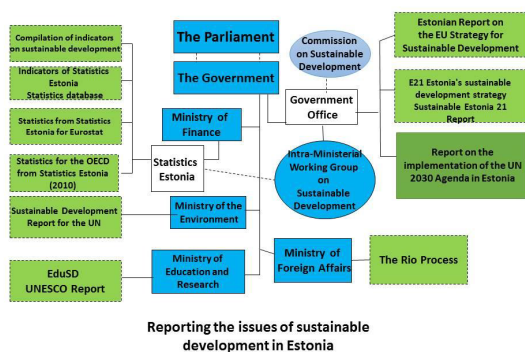 Compilation of indicators
on sustainable development
Indicators of Statistics
Estonia
Statistics database
Statistics from Statistics
Estonia for Eurostat
Statistics for the OECD
from Statistics Estonia
(2010)
Sustainable Development
Report for the UN
EduSD
UNESCO Report
The Parliament
The Government
Ministry of
Finance
Statistics
Estonia
Ministry of the
Environment
Ministry of
Education and
Research
Commission on
Sustainable
Development
Government
Office
Intra-Ministerial
Working Group
on
Sustainable
Development
Ministry of
Foreign Affairs
Estonian Report on
the EU Strategy for
Sustainable Development
E21 Estonia's sustainable
development strategy
Sustainable Estonia 21
Report
Report on
the implementation of the UN
2030 Agenda in Estonia
The Rio Process
Reporting the issues of sustainable
development in Estonia